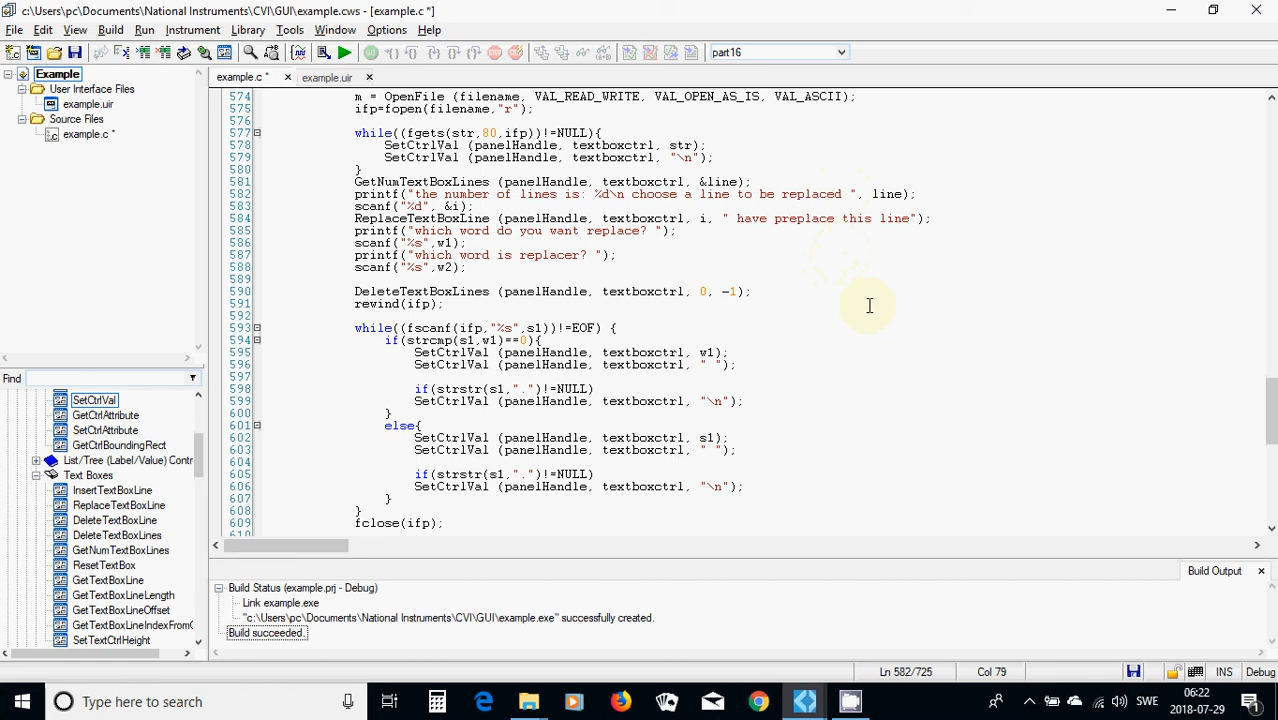 c:\Users\pc\Documents\National Instruments\CVI\GUI\example.cws - [example.c *]
File Edit View Build Run Instrument Library Tools Window Options Help
part16
Example
User Interface Files
example.uir
Source Files
example.c *
example.c * × example.uir ×
574 m = OpenFile (filename, VAL_READ_WRITE, VAL_OPEN_AS_IS, VAL_ASCII);
575 ifp=fopen(filename,"r");
576
577 while((fgets(str,80,ifp))!=NULL){
578 SetCtrlVal (panelHandle, textboxctrl, str);
579 SetCtrlVal (panelHandle, textboxctrl, "\n");
580 }
581 GetNumTextBoxLines (panelHandle, textboxctrl, &line);
582 printf("the number of lines is: %d\n choose a line to be replaced ", line);
583 scanf("%d", &i);
584 ReplaceTextBoxLine (panelHandle, textboxctrl, i, " have preplace this line");
585 printf("which word do you want replace? ");
586 scanf("%s",w1);
587 printf("which word is replacer? ");
588 scanf("%s",w2);
589
590 DeleteTextBoxLines (panelHandle, textboxctrl, 0, -1);
591 rewind(ifp);
592
593 while((fscanf(ifp,"%s",s1))!=EOF) {
594 if(strcmp(s1,w1)==0){
595 SetCtrlVal (panelHandle, textboxctrl, w1);
596 SetCtrlVal (panelHandle, textboxctrl, " ");
597
598 if(strstr(s1,".")!=NULL)
599 SetCtrlVal (panelHandle, textboxctrl, "\n");
600 }
601 else{
602 SetCtrlVal (panelHandle, textboxctrl, s1);
603 SetCtrlVal (panelHandle, textboxctrl, " ");
604
605 if(strstr(s1,".")!=NULL)
606 SetCtrlVal (panelHandle, textboxctrl, "\n");
607 }
608 }
609 fclose(ifp);
610
Find
SetCtrlVal
GetCtrlAttribute
SetCtrlAttribute
GetCtrlBoundingRect
List/Tree (Label/Value) Contr
Text Boxes
InsertTextBoxLine
ReplaceTextBoxLine
DeleteTextBoxLine
DeleteTextBoxLines
GetNumTextBoxLines
ResetTextBox
GetTextBoxLine
GetTextBoxLineLength
GetTextBoxLineOffset
GetTextBoxLineIndexFromO
SetTextCtrlHeight
Build Output ×
Build Status (example.prj - Debug)
Link example.exe
"c:\Users\pc\Documents\National Instruments\CVI\GUI\example.exe" successfully created.
Build succeeded.
Ln 582/725 Col 79 INS Debug
Type here to search
SWE
06:22
2018-07-29
1